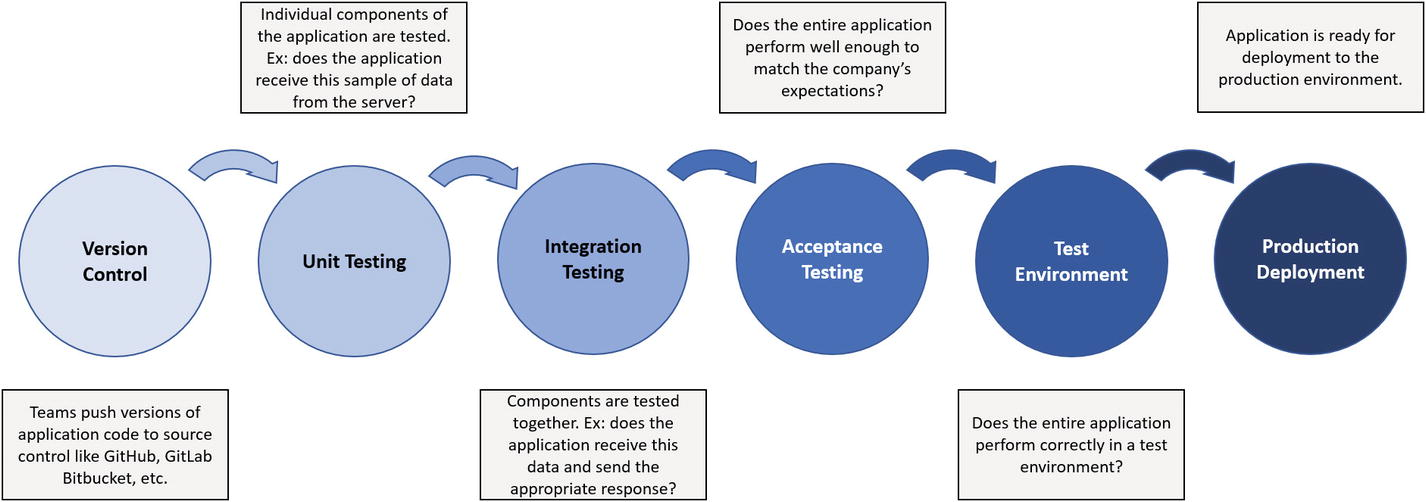 Individual components of
the application are tested.
Ex: does the application
receive this sample of data
from the server?
Does the entire application
perform well enough to
match the company’s
expectations?
Application is ready for
deployment to the
production environment.
Version
Control
Unit Testing
Integration
Testing
Acceptance
Testing
Test
Environment
Production
Deployment
Teams push versions of
application code to source
control like GitHub, GitLab
Bitbucket, etc.
Components are tested
together. Ex: does the
application receive this
data and send the
appropriate response?
Does the entire application
perform correctly in a test
environment?